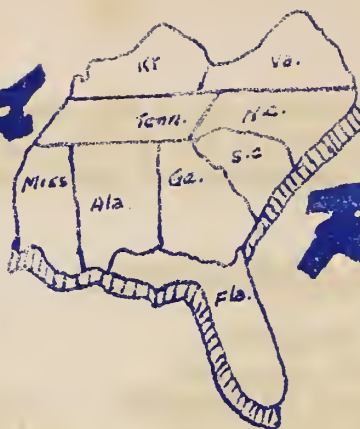 KY
Va.
Tenn.
N.C.
S.C
Miss
Ala.
Ga.
Fla.